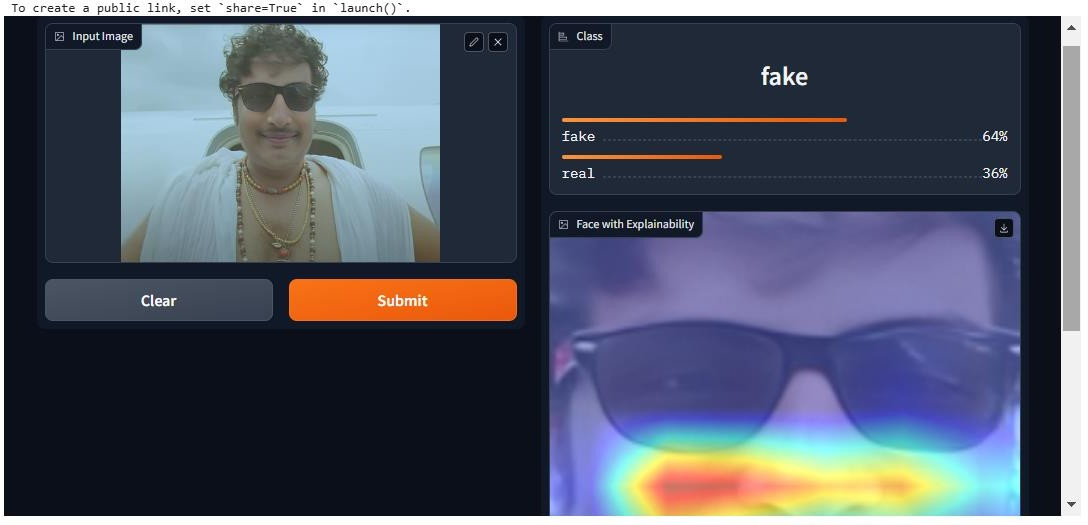 To create a public link, set `share=True` in `launch()`.
Input Image
Clear
Submit
Class
fake
fake 64%
real 36%
Face with Explainability